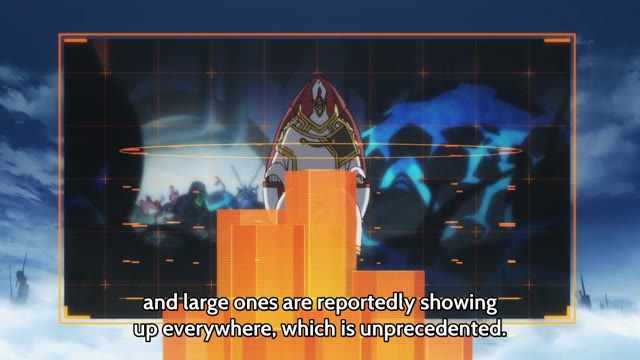 and large ones are reportedly showing
up everywhere, which is unprecedented.